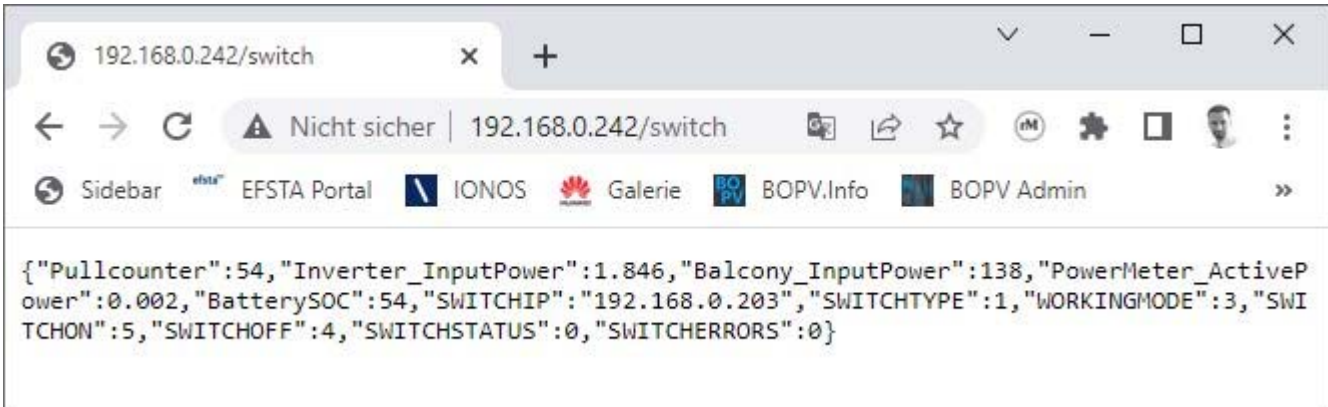 192.168.0.242/switch
Nicht sicher | 192.168.0.242/switch
Sidebar efsta EFSTA Portal IONOS Galerie BOPV BOPV.Info BOPV Admin
{"Pullcounter":54,"Inverter_InputPower":1.846,"Balcony_InputPower":138,"PowerMeter_ActiveP
ower":0.002,"BatterySOC":54,"SWITCHIP":"192.168.0.203","SWITCHTYPE":1,"WORKINGMODE":3,"SWI
TCHON":5,"SWITCHOFF":4,"SWITCHSTATUS":0,"SWITCHERRORS":0}